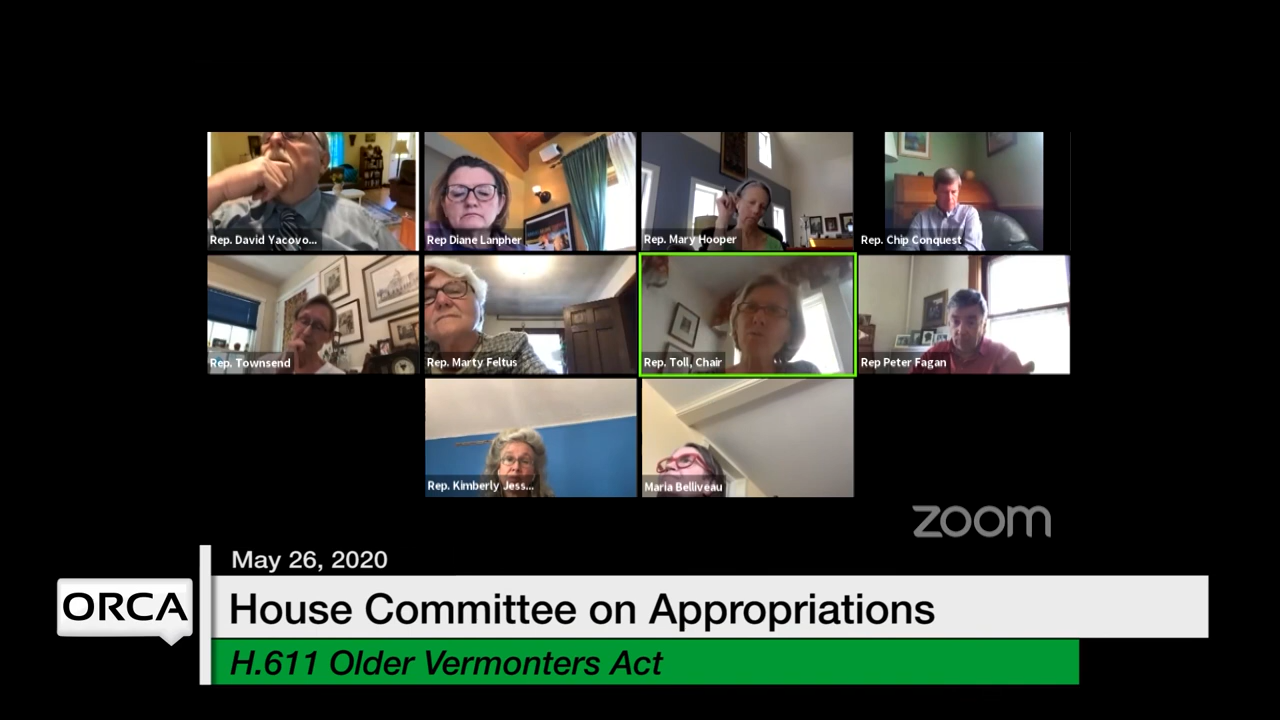 Rep. David Yacovo...
Rep Diane Lanpher
Rep. Mary Hooper
Rep. Chip Conquest
Rep. Townsend
Rep. Marty Feltus
Rep. Toll, Chair
Rep Peter Fagan
Rep. Kimberly Jess...
Maria Belliveau
zoom
May 26, 2020
ORCA
House Committee on Appropriations
H.611 Older Vermonters Act